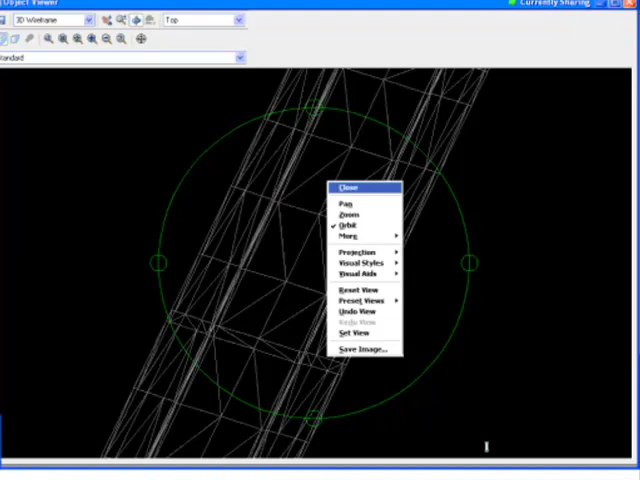 Object Viewer
Currently Sharing
3D Wireframe
Top
tandard
Close
Pan
Zoom
Orbit
More
Projection
Visual Styles
Visual Aids
Reset View
Preset Views
Undo View
Redo View
Set View
Save Image...